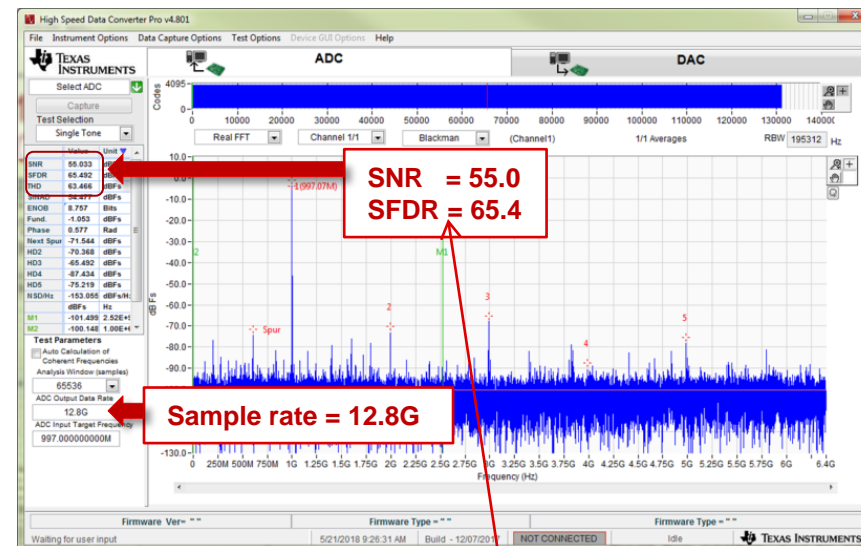 High Speed Data Converter Pro v4.801
File Instrument Options Data Capture Options Test Options Device GUI Options Help
TEXAS INSTRUMENTS
ADC
DAC
Select ADC
Capture
Test Selection
Single Tone
Codes
4095
0
0 10000 20000 30000 40000 50000 60000 70000 80000 90000 100000 110000 120000 130000
Real FFT Channel 1/1 Blackman (Channel1) 1/1 Averages RBW 195312 Hz
Value Unit
SNR 55.033
SFDR 65.492
THD 63.466 dBFs
SINAD 54.477 dBFs
ENOB 8.757 Bits
Fund. -1.053 dBFs
Phase 0.577 Rad
Next Spur -71.544 dBFs
HD2 -70.368 dBFs
HD3 -65.492 dBFs
HD4 -87.434 dBFs
HD5 -75.219 dBFs
NSD/Hz -153.055 dBFs/H
dBFs Hz
M1 -101.499 2.52E+
M2 -100.148 1.00E+
Test Parameters
Auto Calculation of Coherent Frequencies
Analysis Window (samples)
65536
ADC Output Data Rate
12.8G
ADC Input Target Frequency
997.000000000M
SNR = 55.0
SFDR = 65.4
Sample rate = 12.8G
dB Fs
10.0
0.0
-10.0
-20.0
-30.0
-40.0
-50.0
-60.0
-70.0
-80.0
-90.0
-130.0
1(997.07M)
2
M1
Spur
2
3
4
5
0 250M 500M 750M 1G 1.25G 1.5G 1.75G 2G 2.25G 2.5G 2.75G 3G 3.25G 3.5G 3.75G 4G 4.25G 4.5G 4.75G 5G 5.25G 5.5G 5.75G 6G 6.4G
Frequency (Hz)
Firmware Ver= " " Firmware Type = " " Firmware Type = " "
Waiting for user input 5/21/2018 9:26:31 AM Build - 12/07/2017 NOT CONNECTED Idle TEXAS INSTRUMENTS